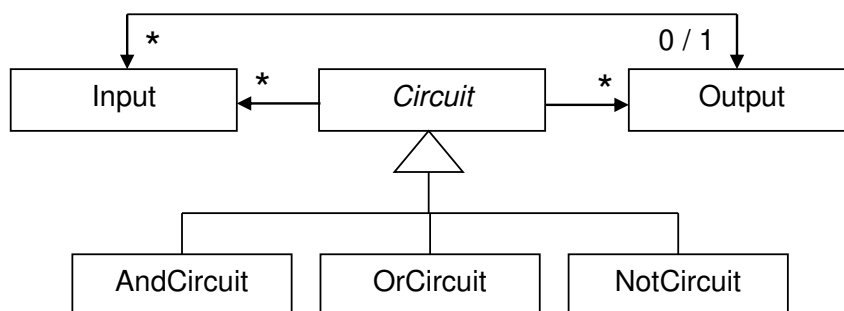 * 0 / 1
Input * Circuit * Output
AndCircuit OrCircuit NotCircuit